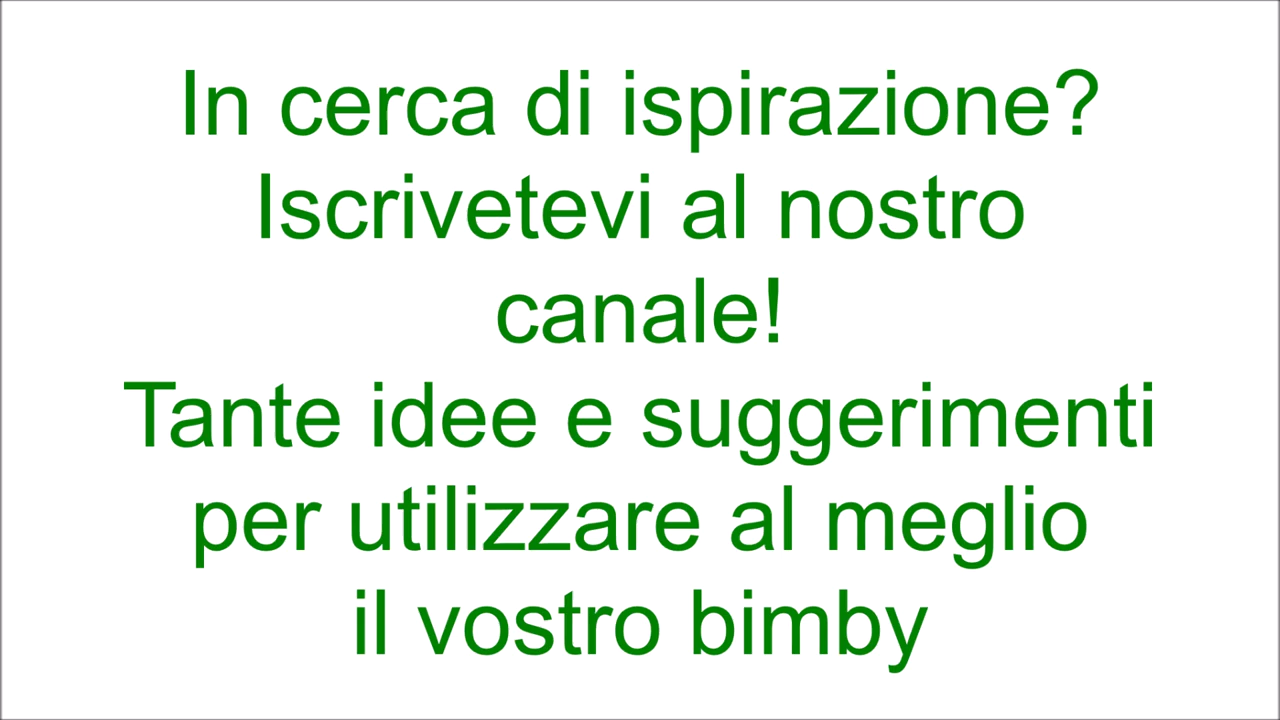 In cerca di ispirazione?
Iscrivetevi al nostro
canale!
Tante idee e suggerimenti
per utilizzare al meglio
il vostro bimby